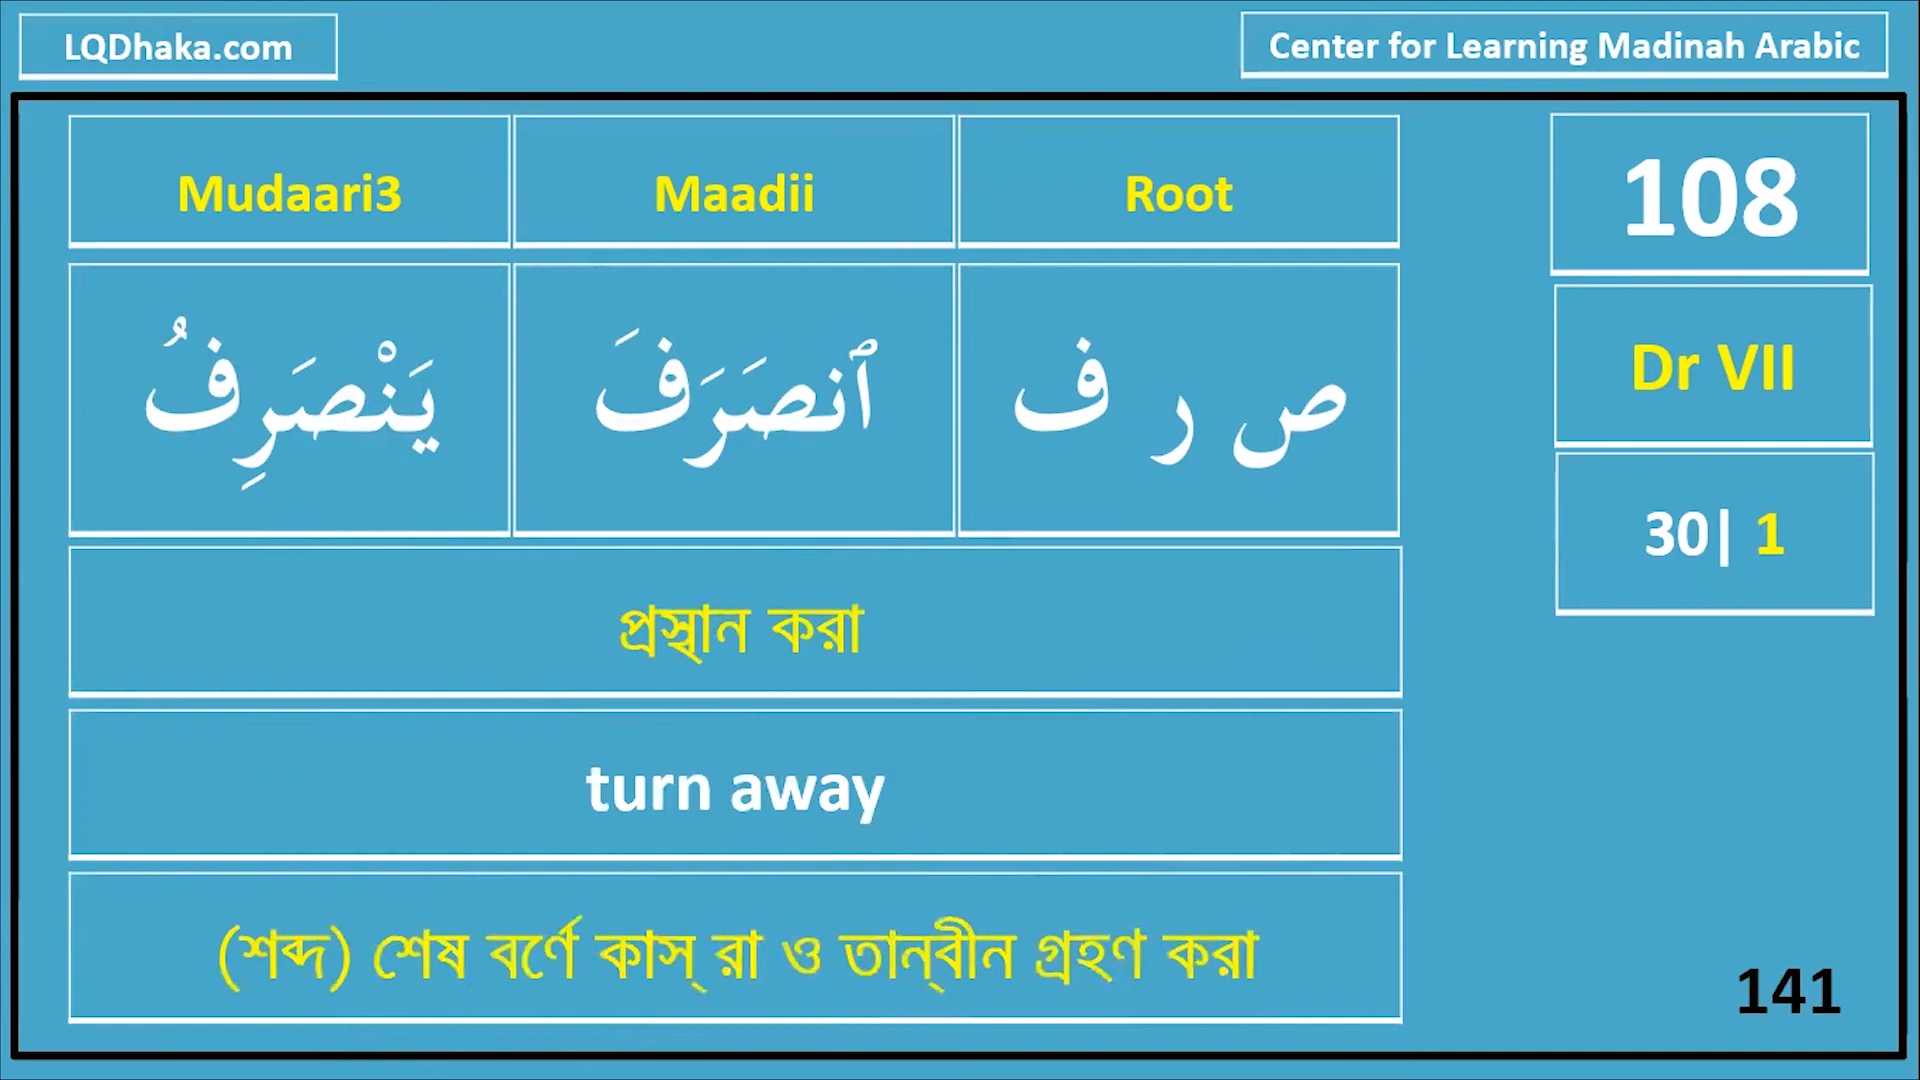 LQDhaka.com
Center for Learning Madinah Arabic
Mudaari3
Maadii
Root
108
يَنْصَرِفُ
ٱنصَرَفَ
ص ر ف
Dr VII
30| 1
প্রস্থান করা
turn away
(শব্দ) শেষ বর্ণে কাস্‌ রা ও তান্‌বীন গ্রহণ করা
141